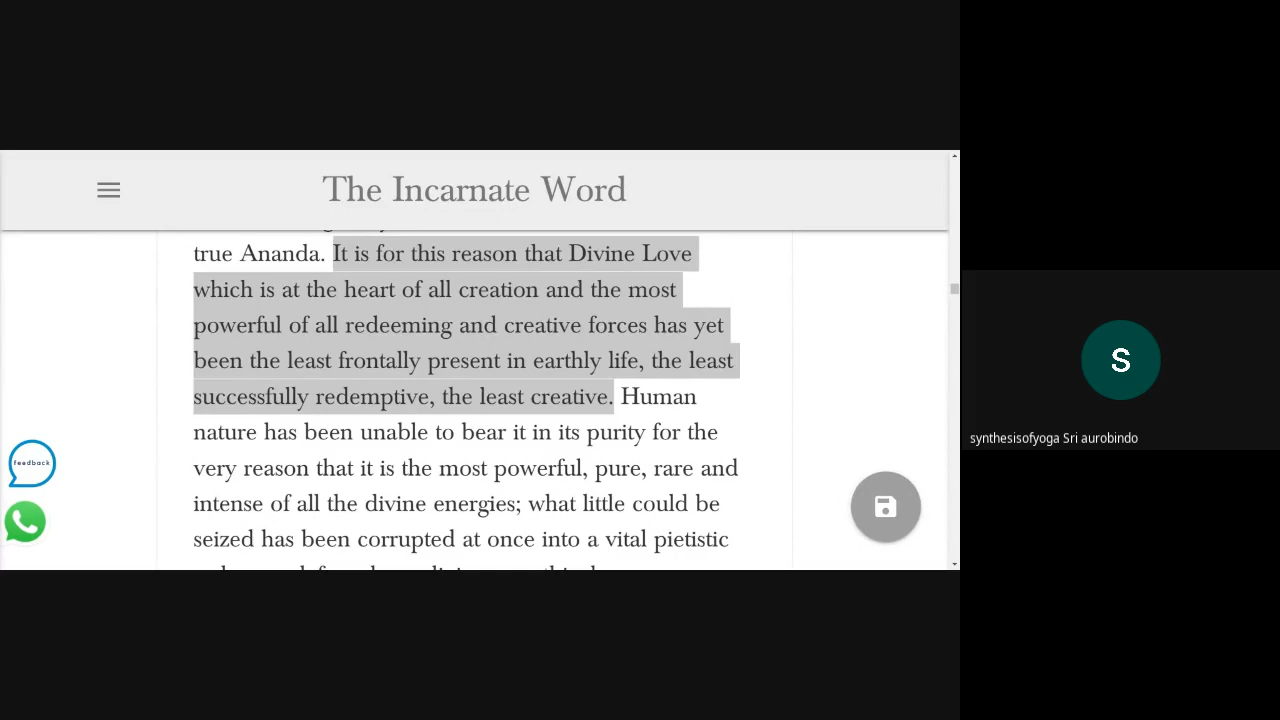 The Incarnate Word
true Ananda. It is for this reason that Divine Love
which is at the heart of all creation and the most
powerful of all redeeming and creative forces has yet
been the least frontally present in earthly life, the least
successfully redemptive, the least creative. Human
nature has been unable to bear it in its purity for the
very reason that it is the most powerful, pure, rare and
intense of all the divine energies; what little could be
seized has been corrupted at once into a vital pietistic
feedback
S
synthesisofyoga Sri aurobindo